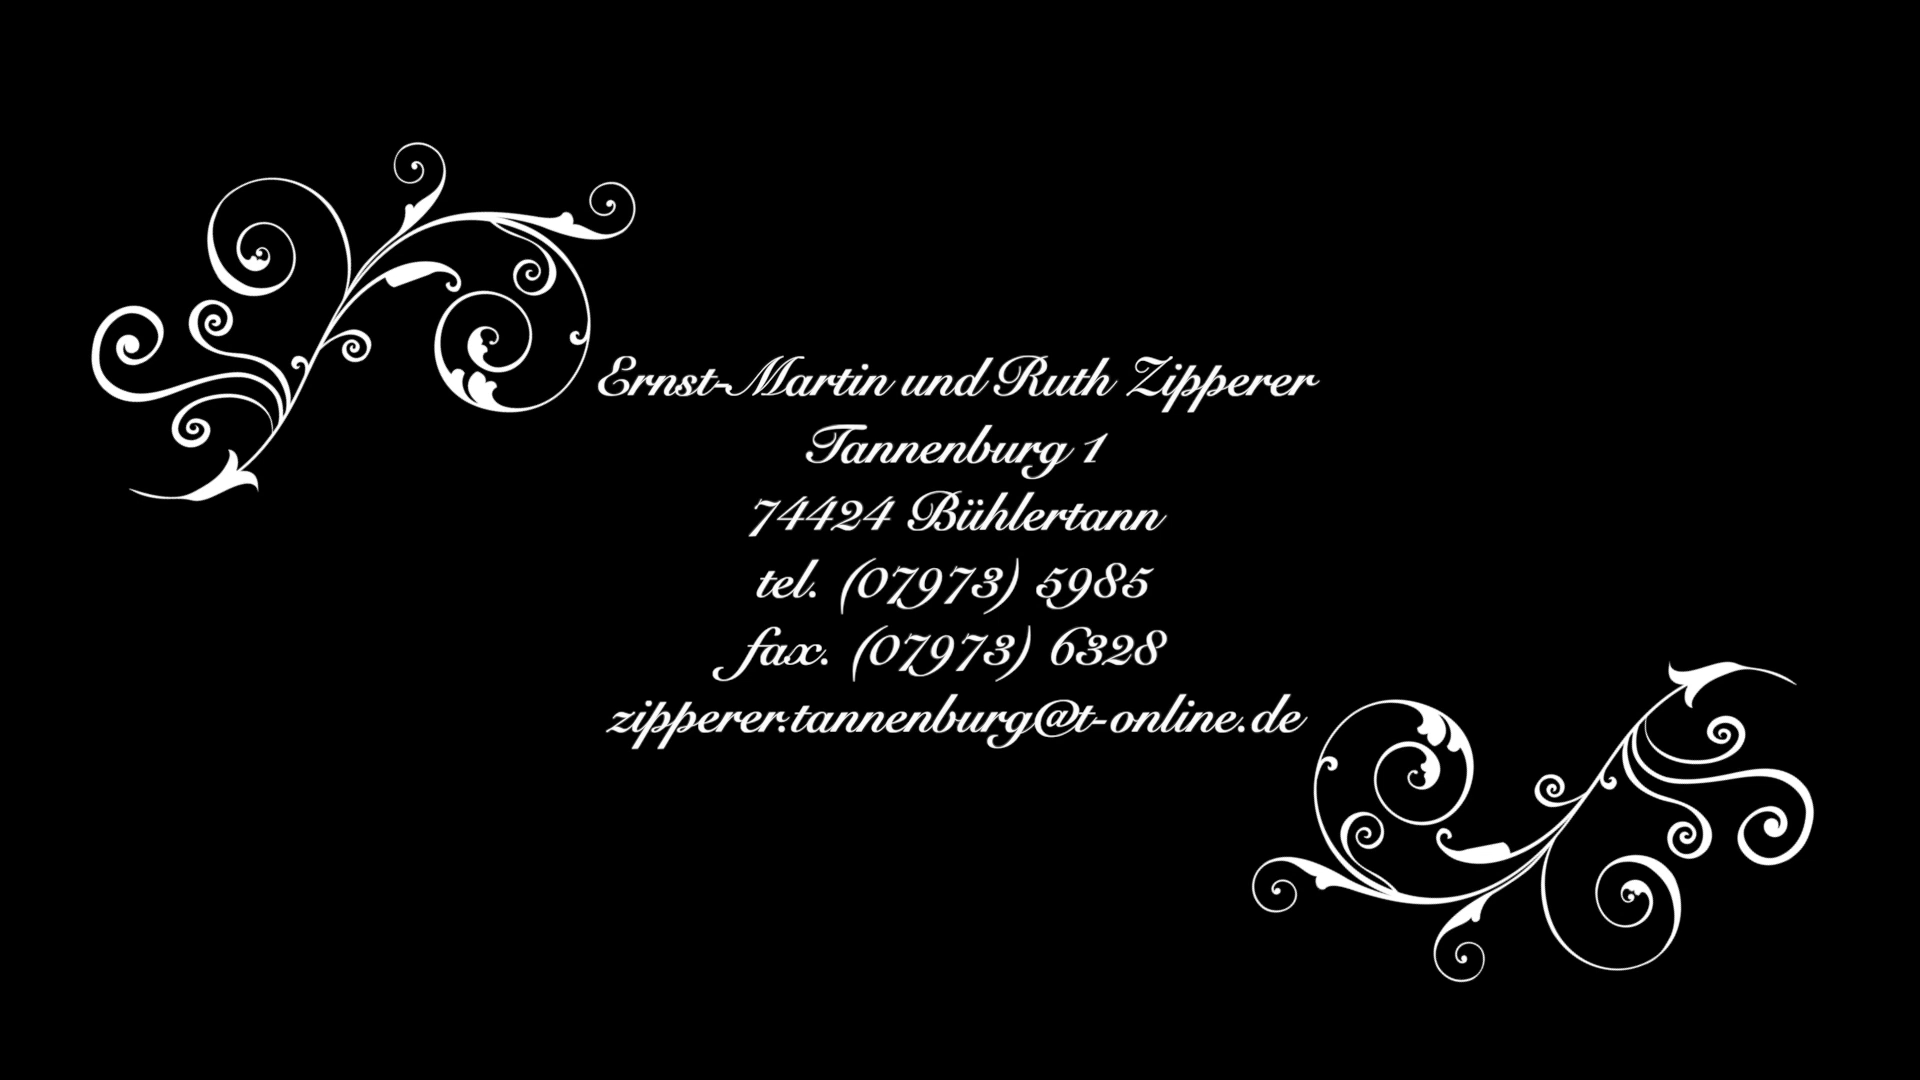 Ernst-Martin und Ruth Zipperer
Tannenburg 1
74424 Bühlertann
tel. (07973) 5985
fax. (07973) 6328
zipperer.tannenburg@t-online.de